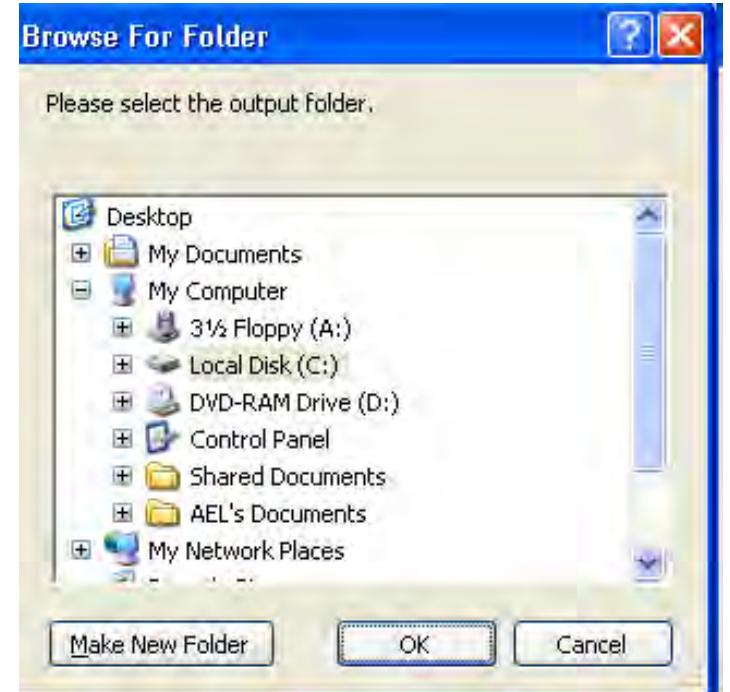 Browse For Folder
Please select the output folder.
Desktop
My Documents
My Computer
3½ Floppy (A:)
Local Disk (C:)
DVD-RAM Drive (D:)
Control Panel
Shared Documents
AEL's Documents
My Network Places
Make New Folder OK Cancel